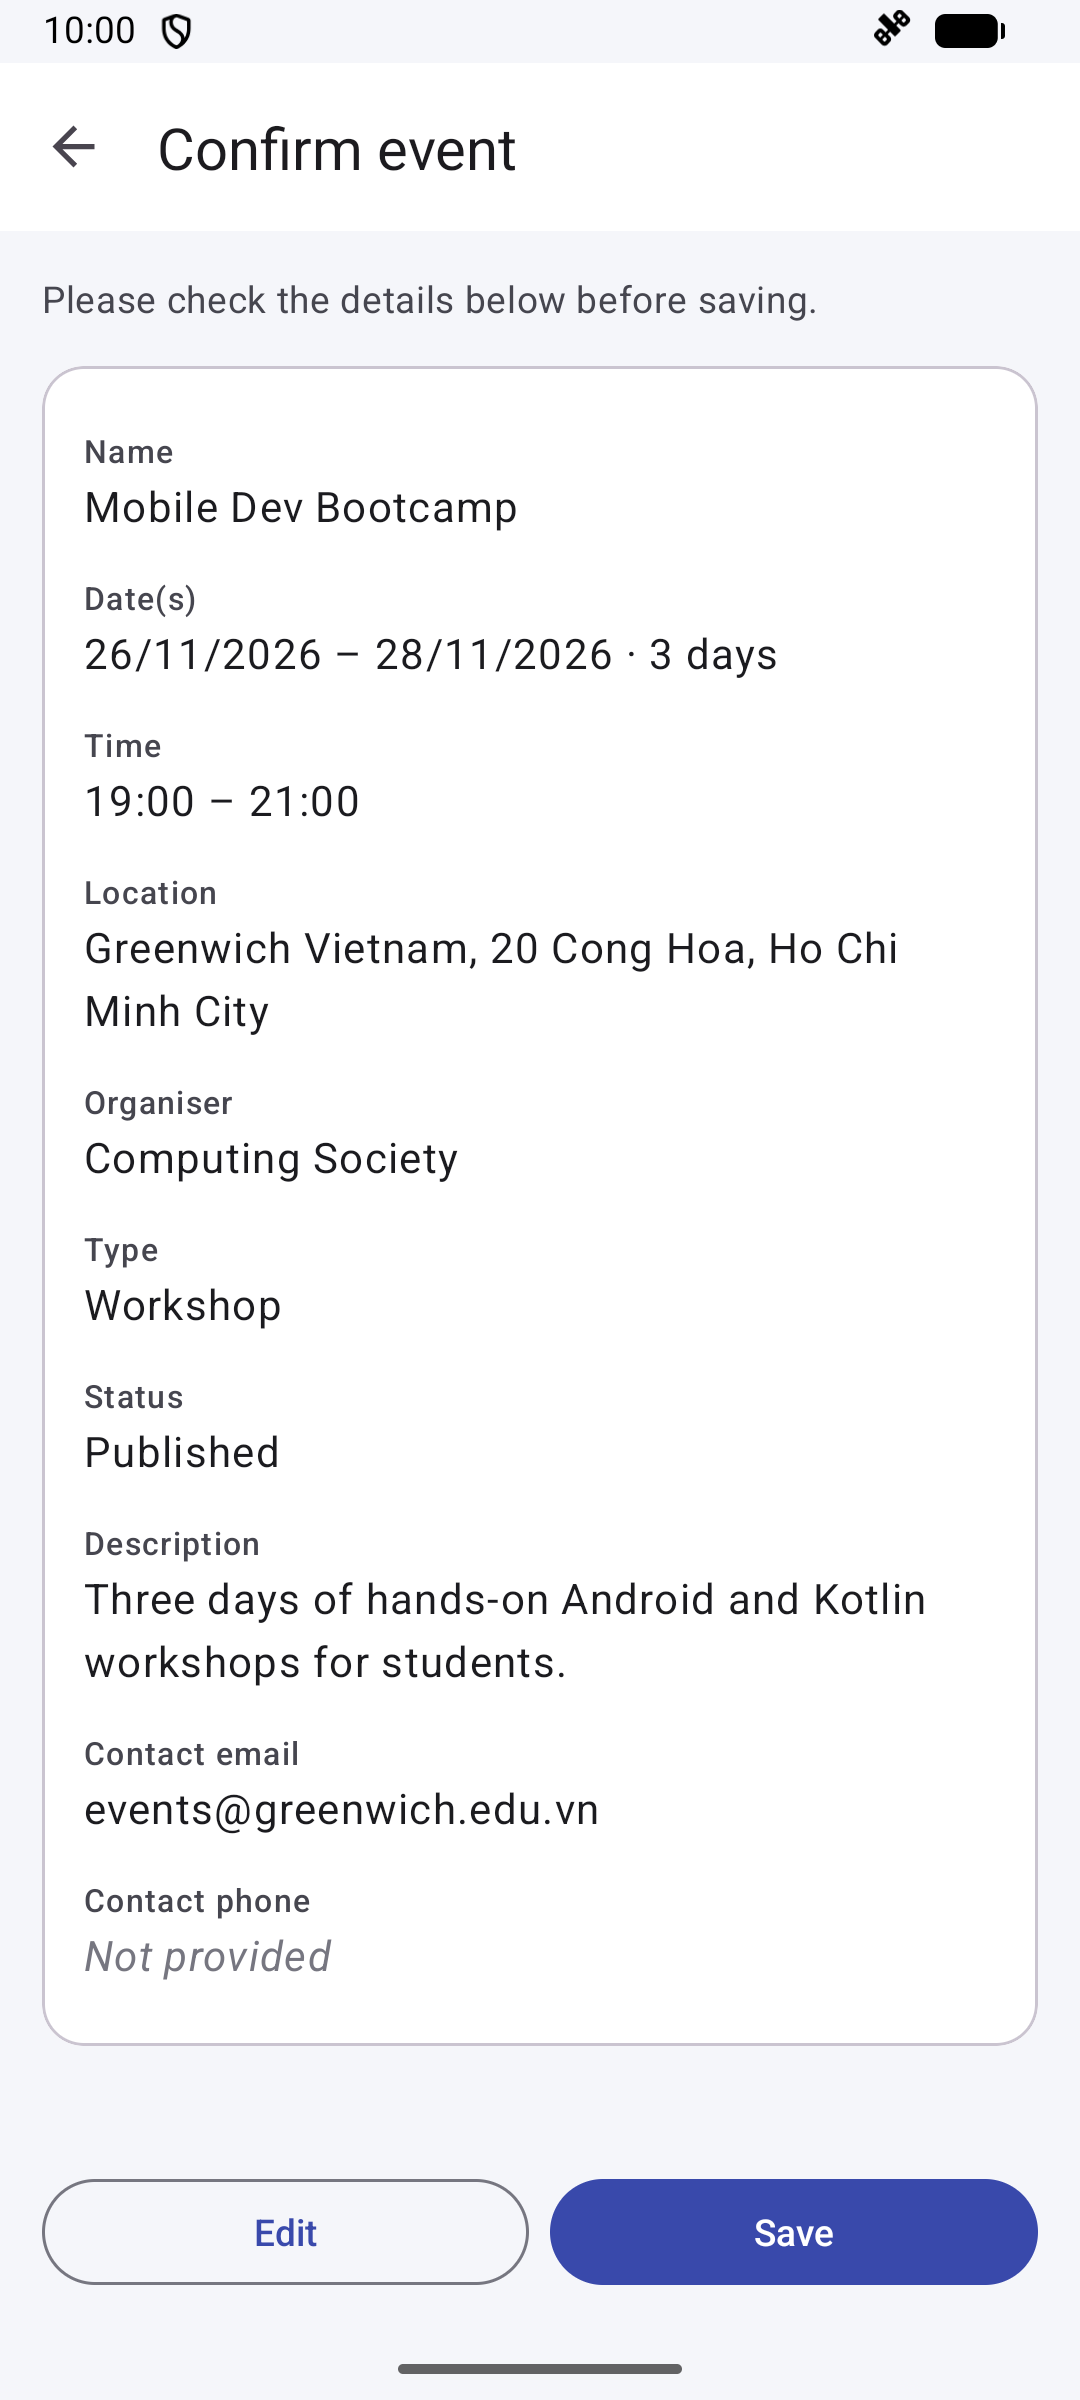 10:00
Confirm event
Please check the details below before saving.
Name
Mobile Dev Bootcamp
Date(s)
26/11/2026 – 28/11/2026 · 3 days
Time
19:00 – 21:00
Location
Greenwich Vietnam, 20 Cong Hoa, Ho Chi
Minh City
Organiser
Computing Society
Type
Workshop
Status
Published
Description
Three days of hands-on Android and Kotlin
workshops for students.
Contact email
events@greenwich.edu.vn
Contact phone
Not provided
Edit
Save